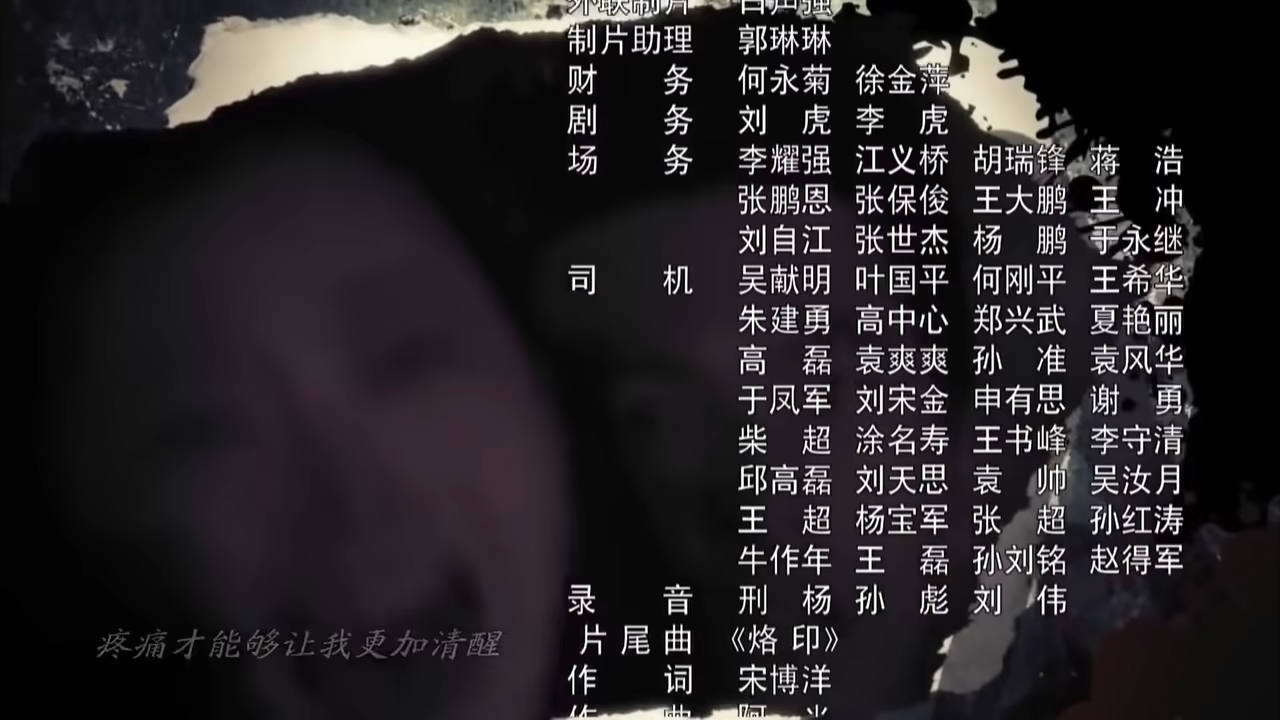 制片助理 郭琳琳
财务 何永菊 徐金萍
剧务 刘虎 李虎
场务 李耀强 江义桥 胡瑞锋 蒋浩
张鹏恩 张保俊 王大鹏 王冲
刘自江 张世杰 杨鹏 于永继
司机 吴献明 叶国平 何刚平 王希华
朱建勇 高中心 郑兴武 夏艳丽
高磊 袁爽爽 孙准 袁风华
于凤军 刘宋金 申有思 谢勇
柴超 涂名寿 王书峰 李守清
邱高磊 刘天思 袁帅 吴汝月
王超 杨宝军 张超 孙红涛
牛作年 王磊 孙刘铭 赵得军
录音 刑杨 孙彪 刘伟
片尾曲 《烙印》
疼痛才能够让我更加清醒
作词 宋博洋